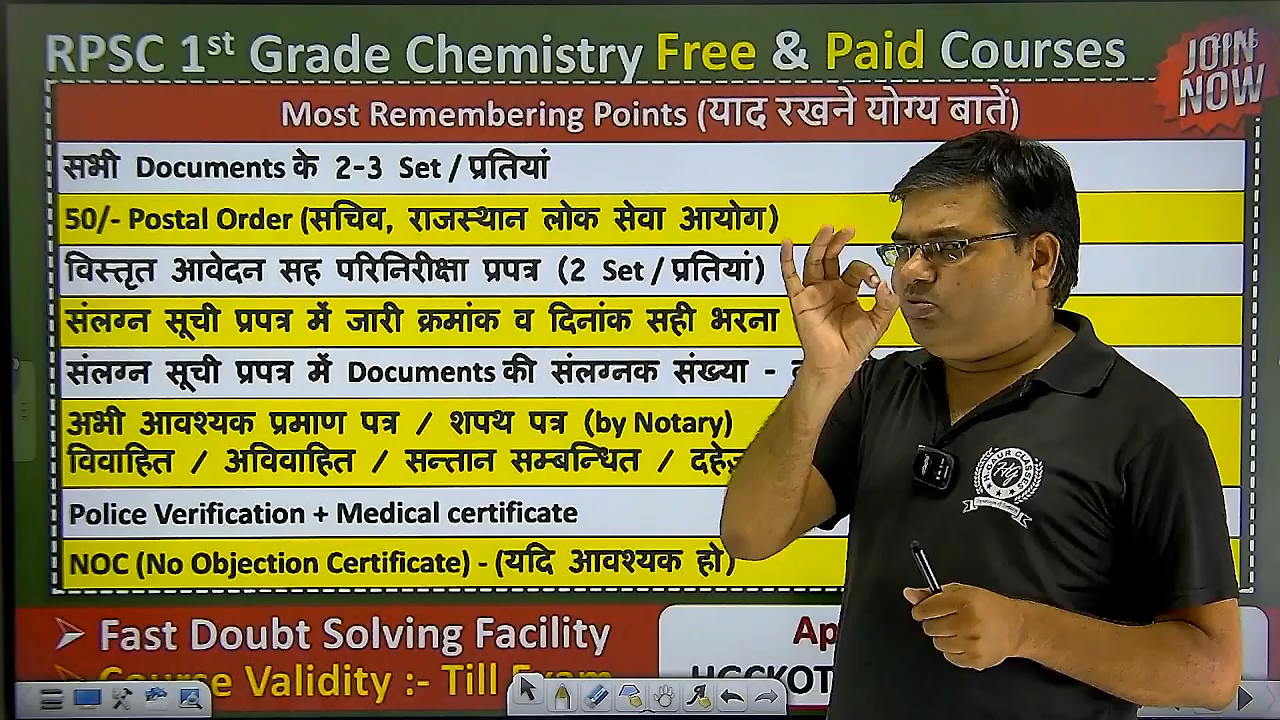 RPSC 1st Grade Chemistry Free & Paid Courses
JOIN
NOW
Most Remembering Points (याद रखने योग्य बातें)
सभी Documents के 2-3 Set / प्रतियां
50/- Postal Order (सचिव, राजस्थान लोक सेवा आयोग)
विस्तृत आवेदन सह परिनिरीक्षा प्रपत्र (2 Set / प्रतियां)
संलग्न सूची प्रपत्र में जारी क्रमांक व दिनांक सही भरना
संलग्न सूची प्रपत्र में Documents की संलग्नक संख्या -
अभी आवश्यक प्रमाण पत्र / शपथ पत्र (by Notary)
विवाहित / अविवाहित / सन्तान सम्बन्धित /
Police Verification + Medical certificate
NOC (No Objection Certificate) - (यदि आवश्यक हो)
➢ Fast Doubt Solving Facility
Course Validity :- Till Exam